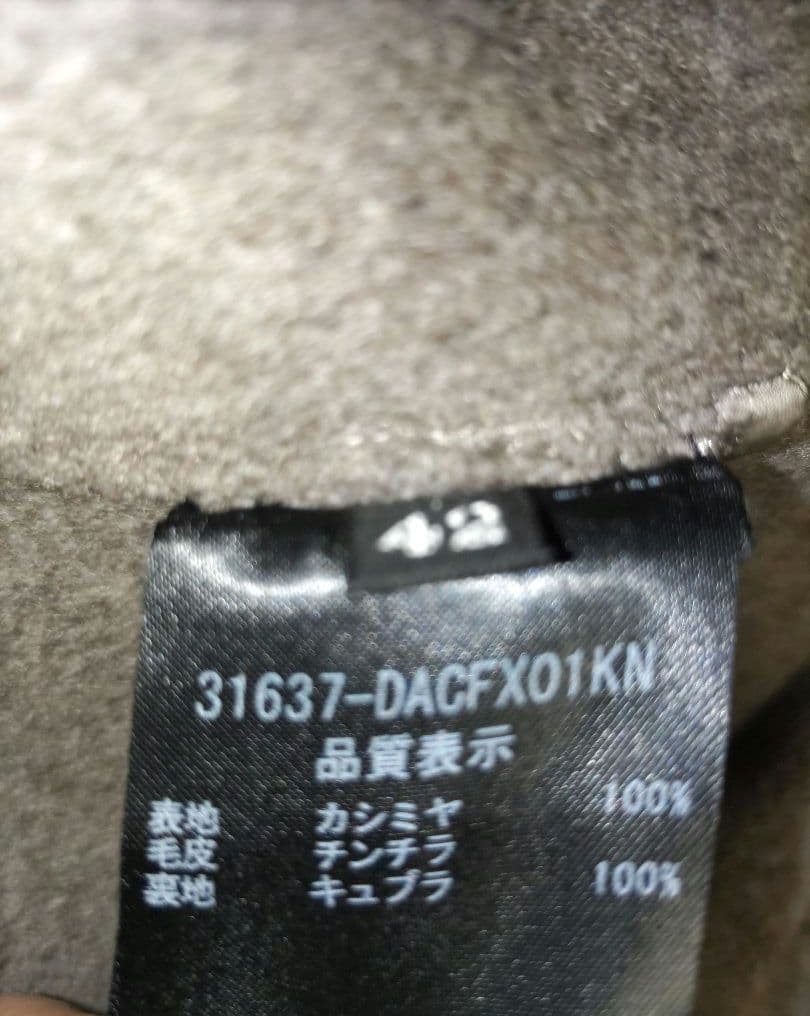 42
31637-DACFX01KN
品質表示
表地 カシミヤ 100%
毛皮 チンチラ
裏地 キュプラ 100%